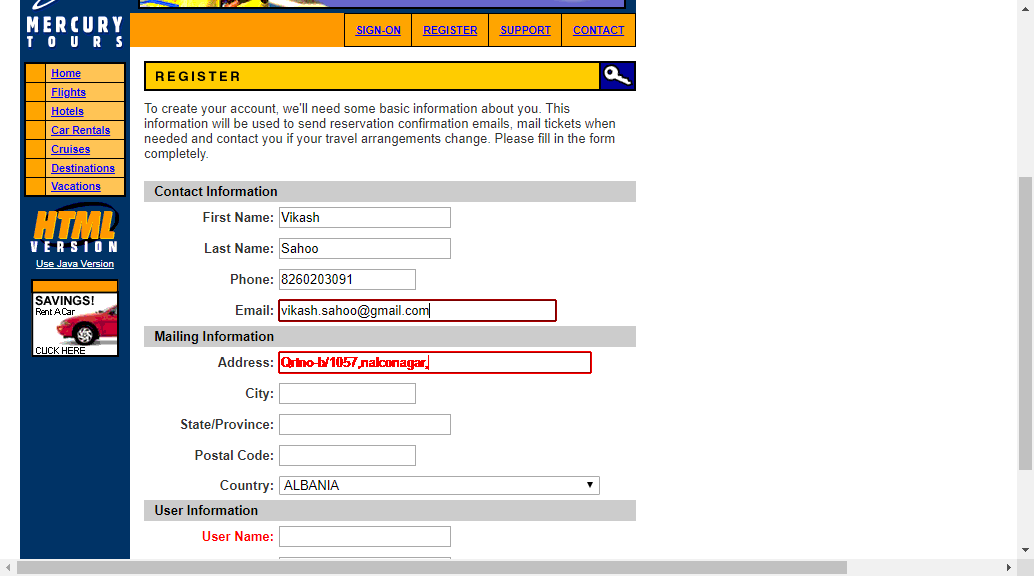 MERCURY
TOURS
SIGN-ON REGISTER SUPPORT CONTACT
Home
Flights
Hotels
Car Rentals
Cruises
Destinations
Vacations
HTML
VERSION
Use Java Version
SAVINGS!
Rent A Car
CLICK HERE
REGISTER
To create your account, we'll need some basic information about you. This
information will be used to send reservation confirmation emails, mail tickets when
needed and contact you if your travel arrangements change. Please fill in the form
completely.
Contact Information
First Name: Vikash
Last Name: Sahoo
Phone: 8260203091
Email: vikash.sahoo@gmail.com
Mailing Information
Address: Qrtno-b/1057,nalconagar,
City:
State/Province:
Postal Code:
Country: ALBANIA
User Information
User Name: